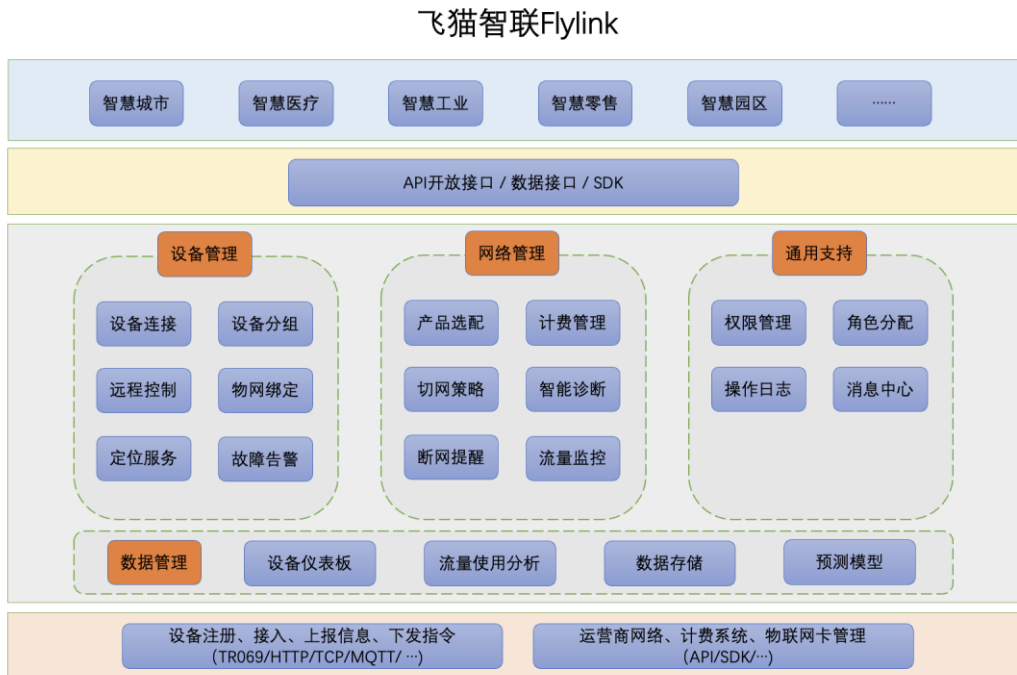 飞猫智联Flylink
智慧城市 智慧医疗 智慧工业 智慧零售 智慧园区 ······
API开放接口 / 数据接口 / SDK
设备管理
设备连接 设备分组
远程控制 物网绑定
定位服务 故障告警
网络管理
产品选配 计费管理
切网策略 智能诊断
断网提醒 流量监控
通用支持
权限管理 角色分配
操作日志 消息中心
数据管理 设备仪表板 流量使用分析 数据存储 预测模型
设备注册、接入、上报信息、下发指令
(TR069/HTTP/TCP/MQTT/ ···)
运营商网络、计费系统、物联网卡管理
(API/SDK/···)